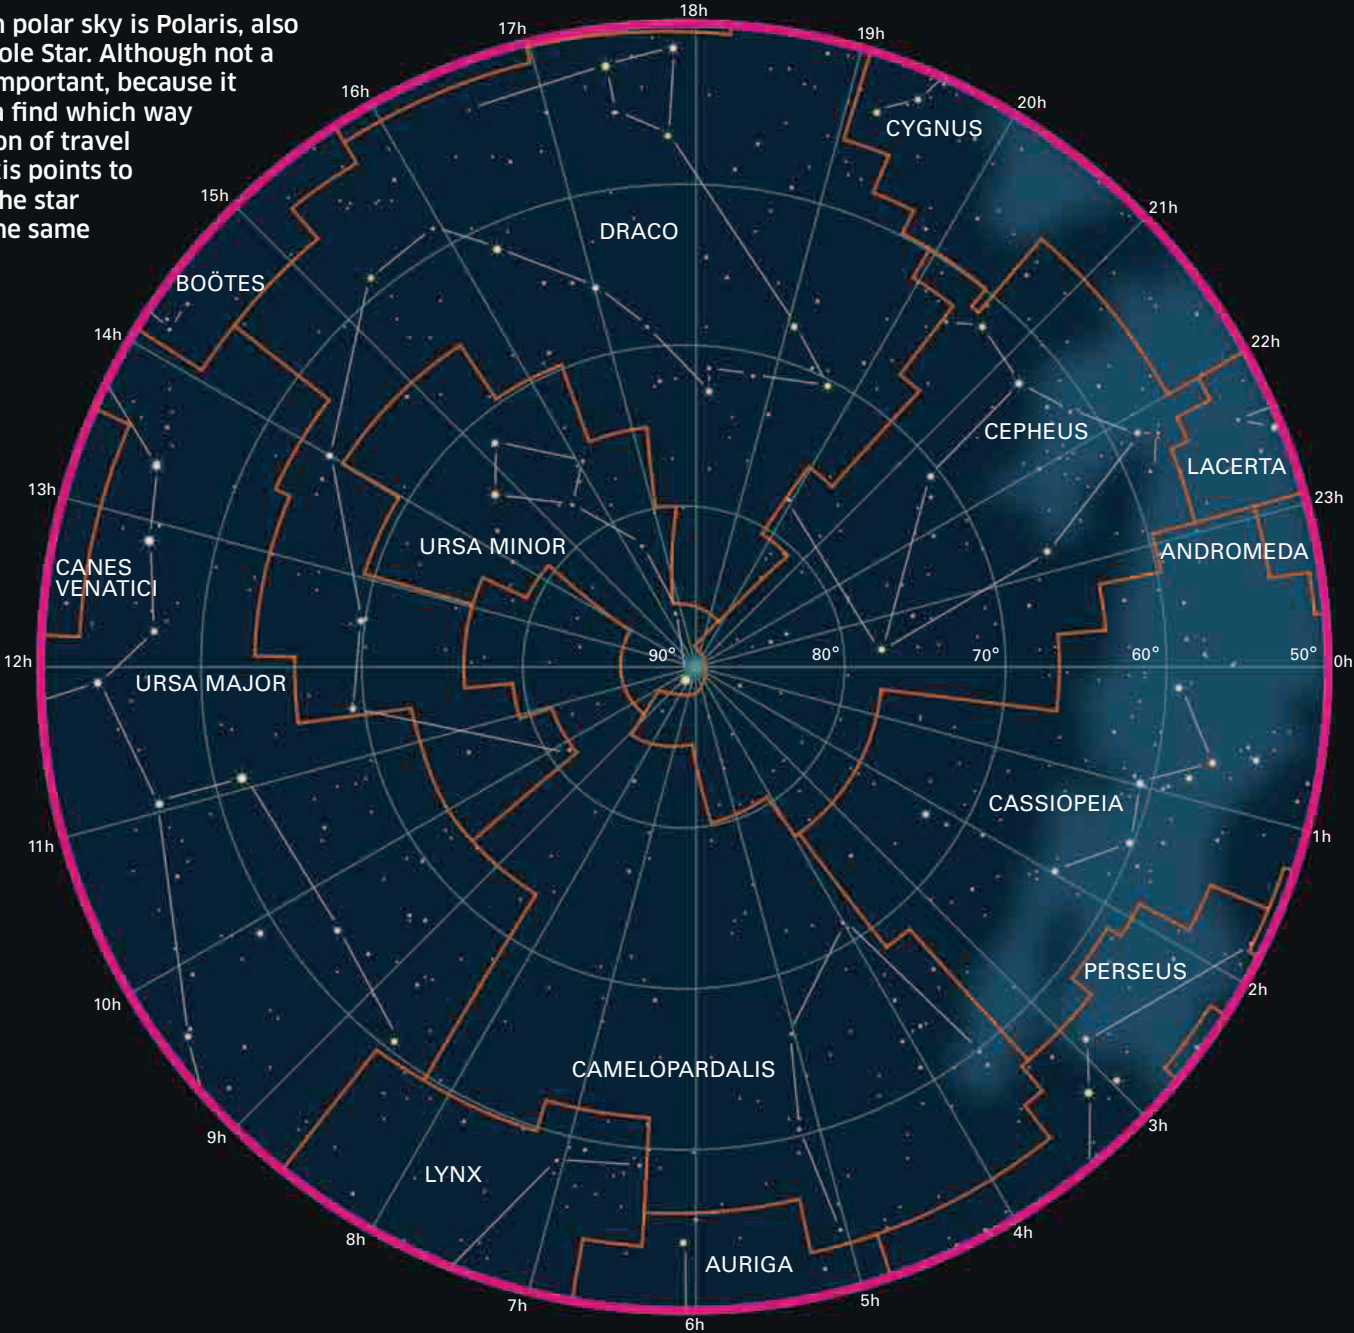 n polar sky is Polaris, also
ole Star. Although not a
mportant, because it
find which way
on of travel
is points to
he star
he same
18h
17h
19h
16h
20h
CYGNUS
15h
21h
DRACO
BOÖTES
14h
22h
CEPHEUS
LACERTA
13h
23h
URSA MINOR
ANDROMEDA
CANES
VENATICI
12h
90°
80°
70°
60°
50°
0h
URSA MAJOR
CASSIOPEIA
11h
1h
PERSEUS
10h
2h
CAMELOPARDALIS
9h
3h
LYNX
8h
4h
AURIGA
7h
5h
6h